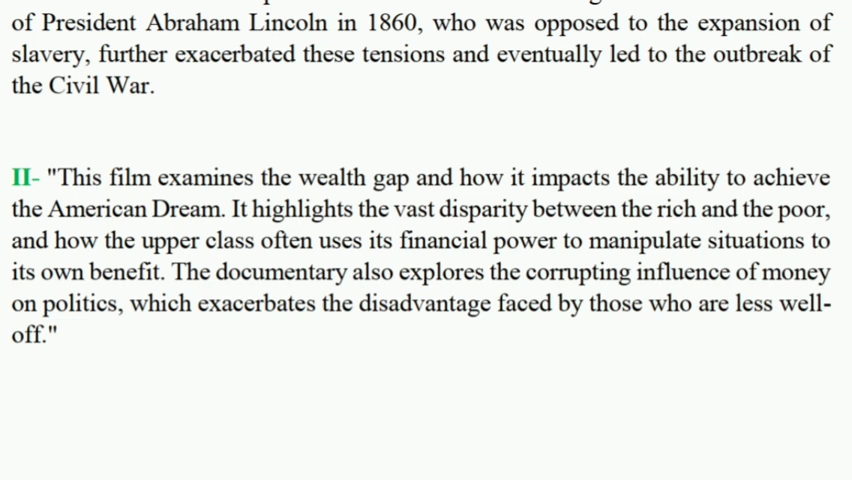 of President Abraham Lincoln in 1860, who was opposed to the expansion of
slavery, further exacerbated these tensions and eventually led to the outbreak of
the Civil War.
II- "This film examines the wealth gap and how it impacts the ability to achieve
the American Dream. It highlights the vast disparity between the rich and the poor,
and how the upper class often uses its financial power to manipulate situations to
its own benefit. The documentary also explores the corrupting influence of money
on politics, which exacerbates the disadvantage faced by those who are less well-
off."